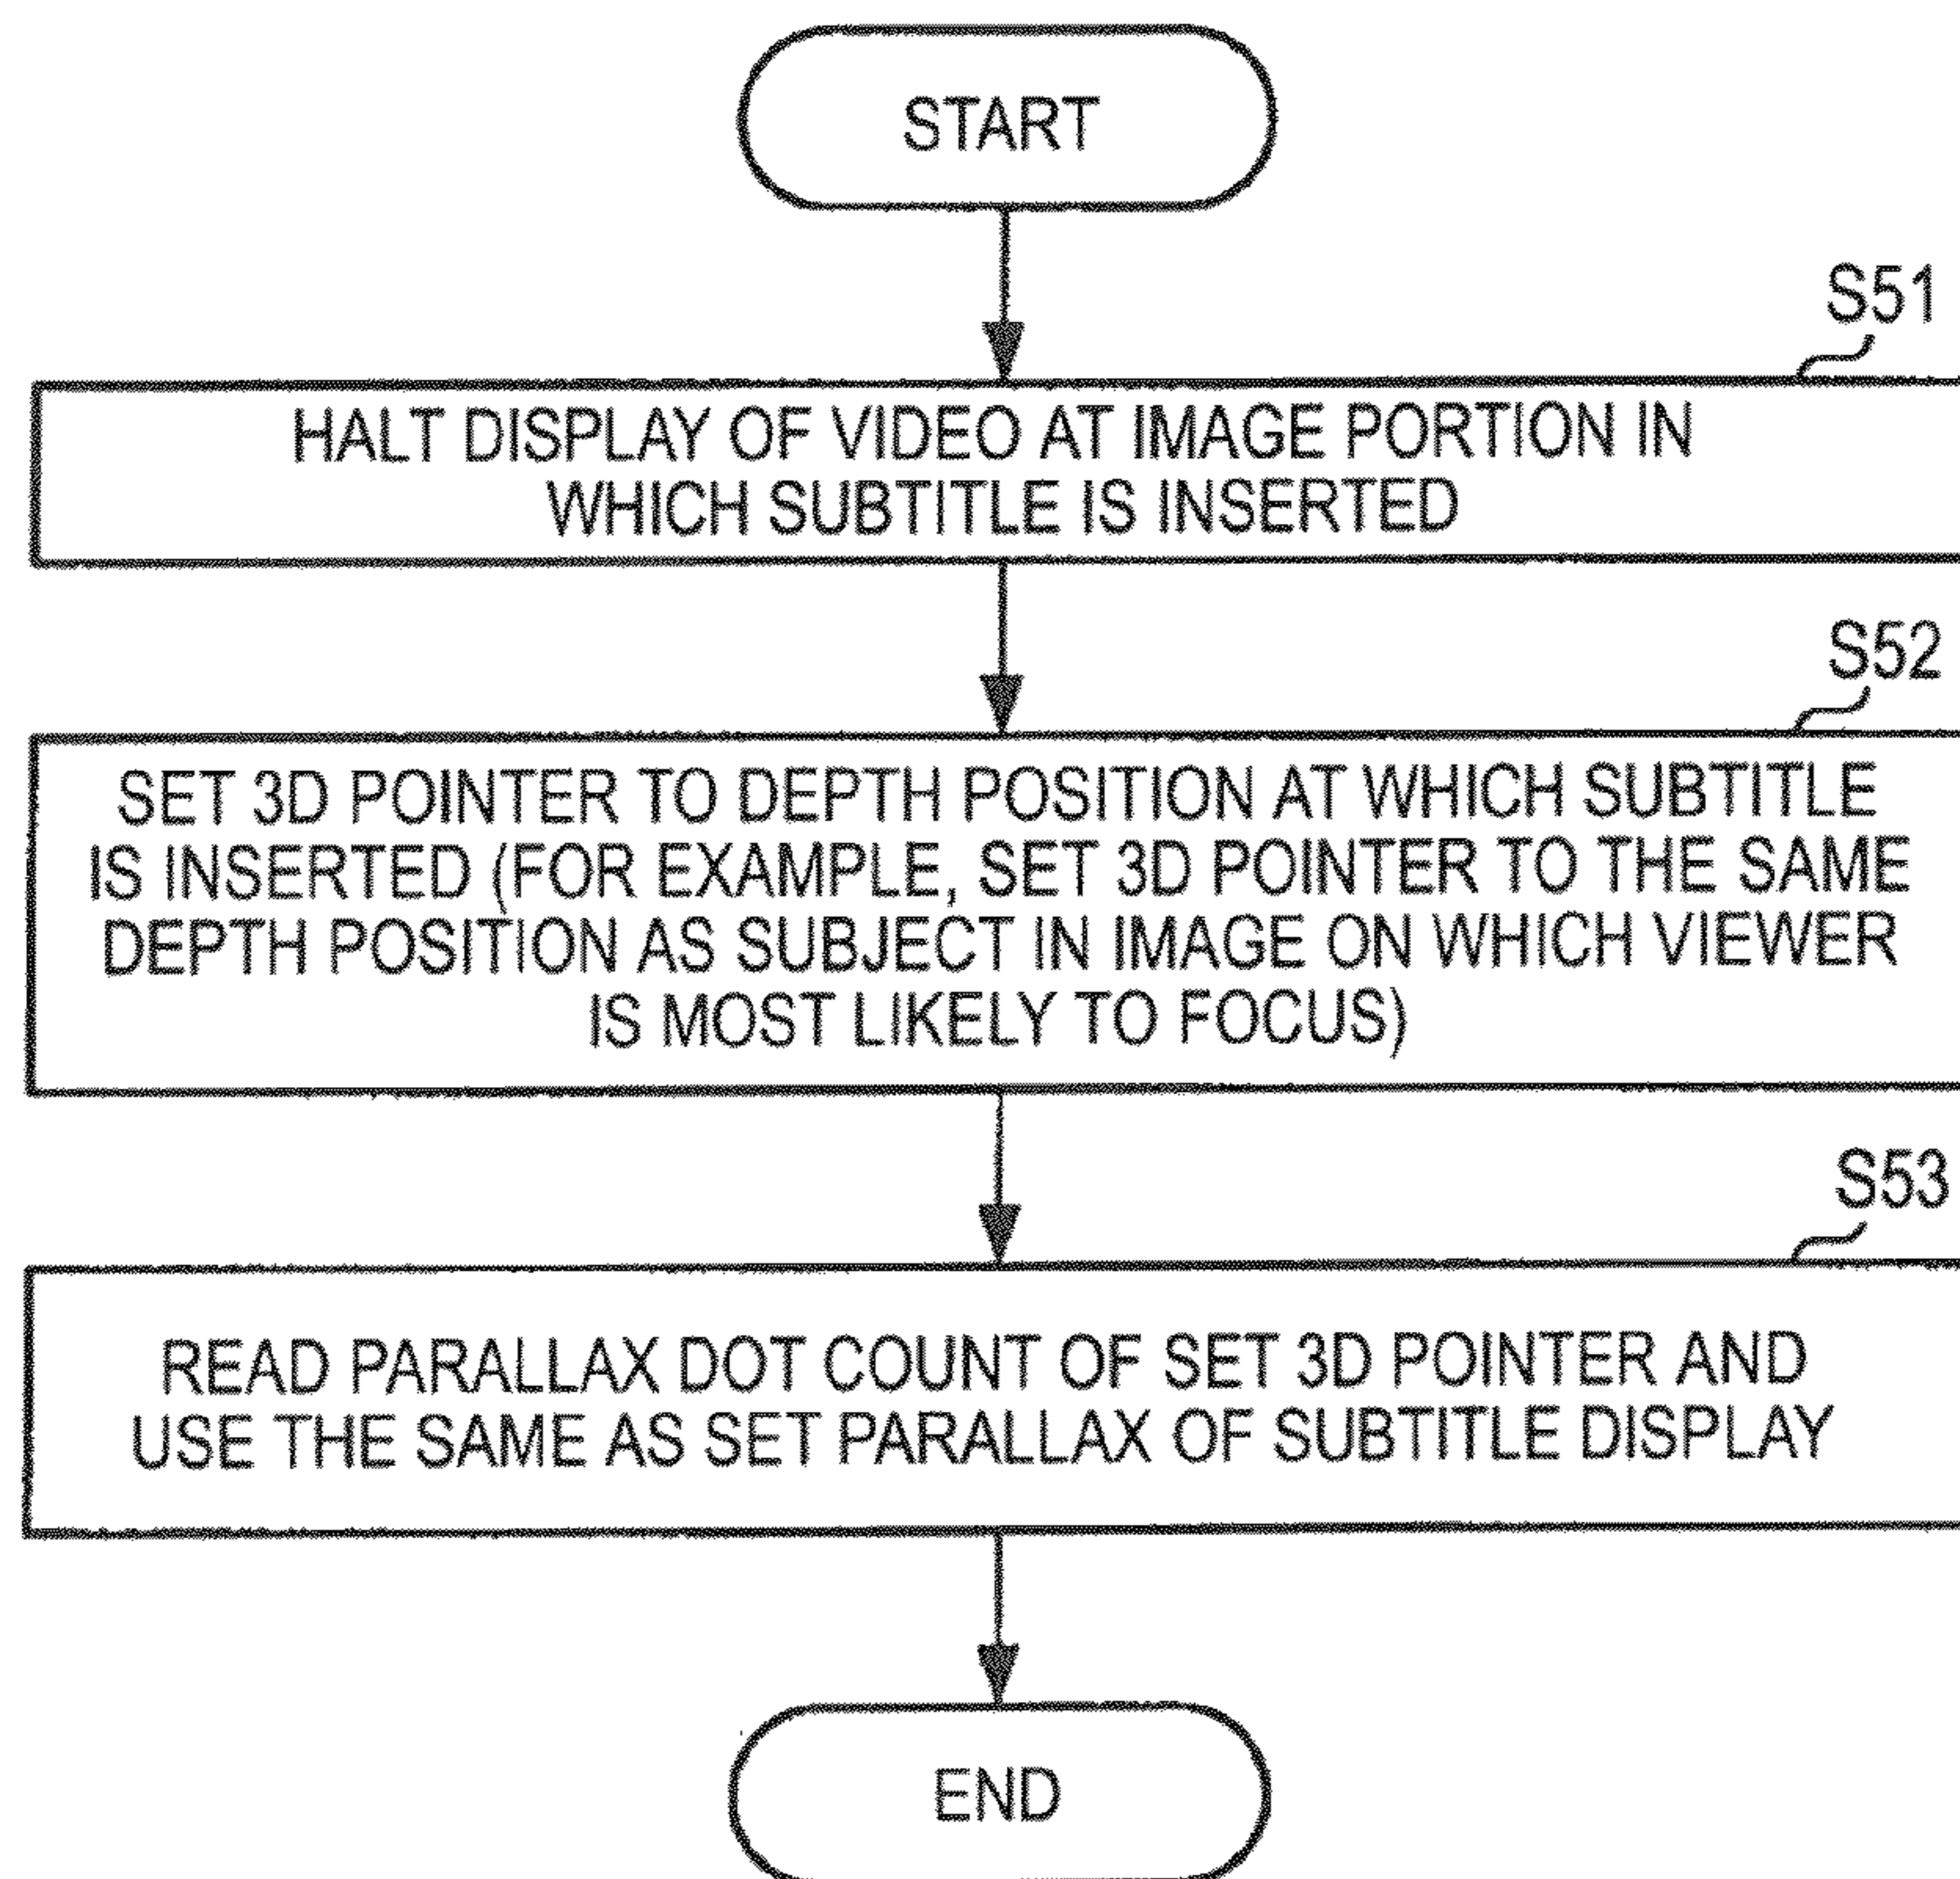 START
S51
HALT DISPLAY OF VIDEO AT IMAGE PORTION IN
WHICH SUBTITLE IS INSERTED
S52
SET 3D POINTER TO DEPTH POSITION AT WHICH SUBTITLE
IS INSERTED (FOR EXAMPLE, SET 3D POINTER TO THE SAME
DEPTH POSITION AS SUBJECT IN IMAGE ON WHICH VIEWER
IS MOST LIKELY TO FOCUS)
S53
READ PARALLAX DOT COUNT OF SET 3D POINTER AND
USE THE SAME AS SET PARALLAX OF SUBTITLE DISPLAY
END